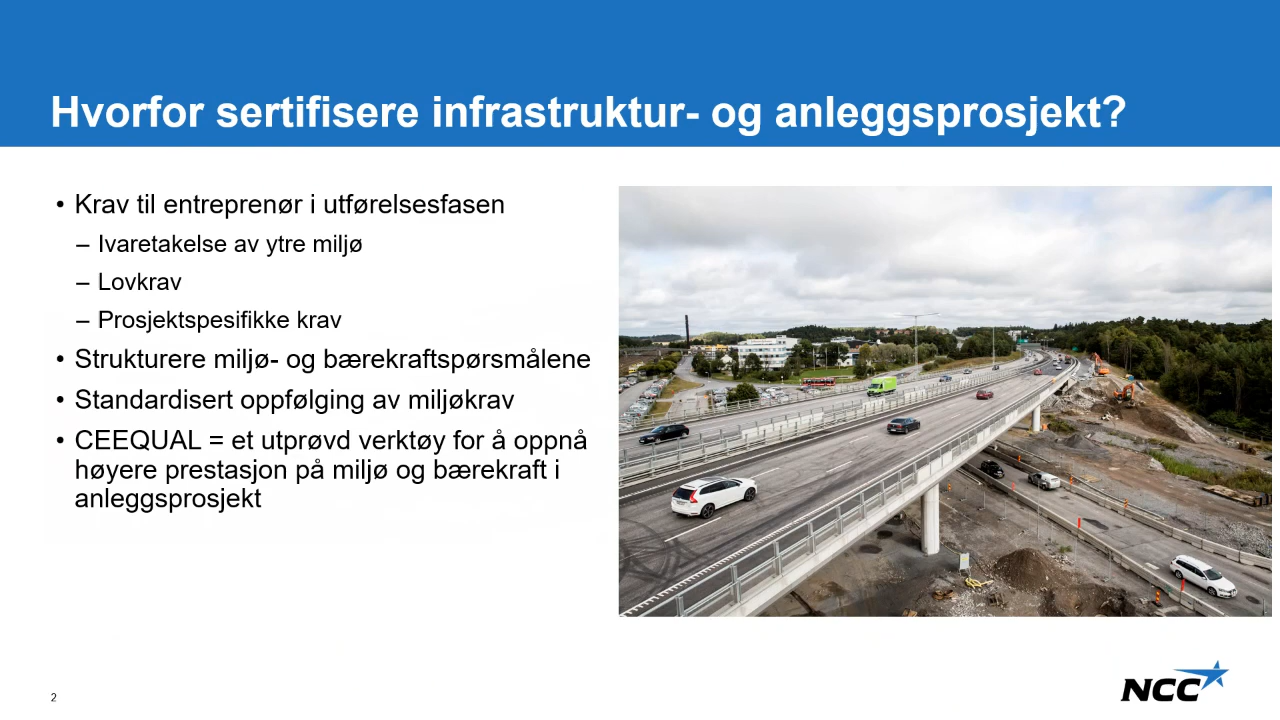 Hvorfor sertifisere infrastruktur- og anleggsprosjekt?
• Krav til entreprenør i utførelsesfasen
– Ivaretakelse av ytre miljø
– Lovkrav
– Prosjektspesifikke krav
• Strukturere miljø- og bærekraftspørsmålene
• Standardisert oppfølging av miljøkrav
• CEEQUAL = et utprøvd verktøy for å oppnå
høyere prestasjon på miljø og bærekraft i
anleggsprosjekt
2
NCC